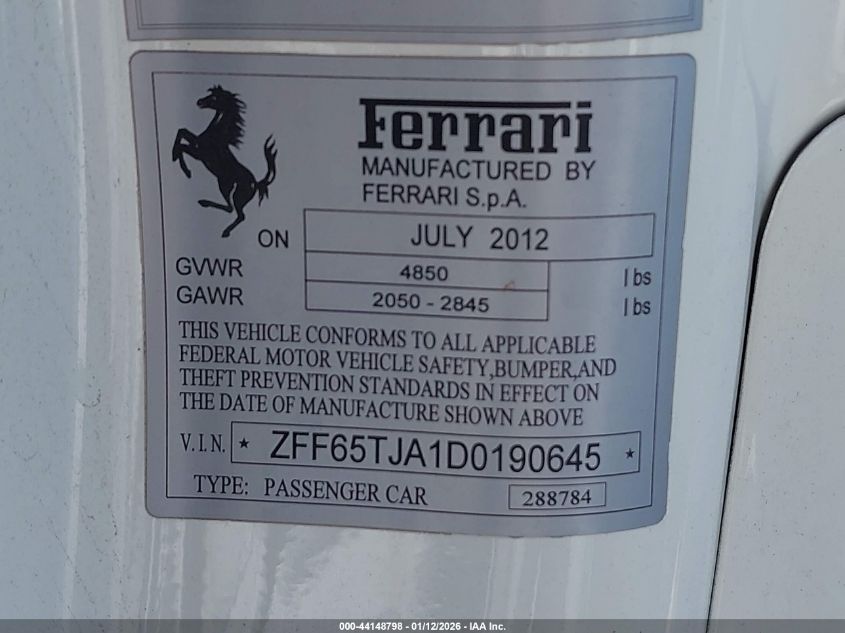 Ferrari
MANUFACTURED BY
FERRARI S.p.A.
ON JULY 2012
GVWR 4850 lbs
GAWR 2050 - 2845 lbs
THIS VEHICLE CONFORMS TO ALL APPLICABLE
FEDERAL MOTOR VEHICLE SAFETY,BUMPER,AND
THEFT PREVENTION STANDARDS IN EFFECT ON
THE DATE OF MANUFACTURE SHOWN ABOVE
V.I.N. * ZFF65TJA1D0190645 *
TYPE: PASSENGER CAR 288784
000-44148798 - 01/12/2026 - IAA Inc.